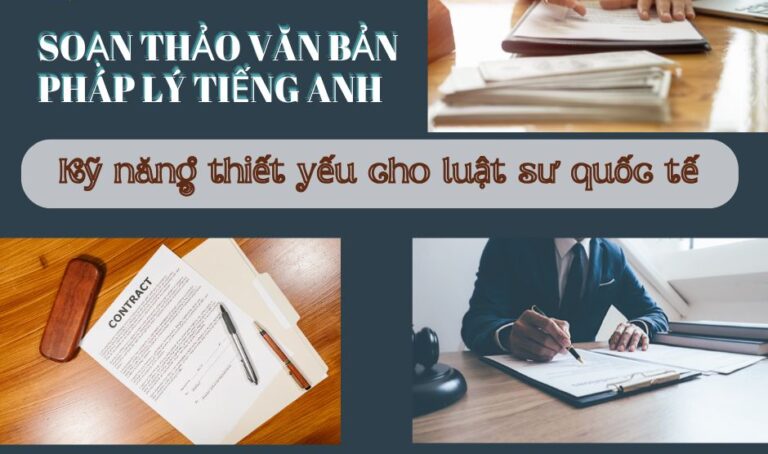 SOẠN THẢO VĂN BẢN
PHÁP LÝ TIẾNG ANH
Kỹ năng thiết yếu cho luật sư quốc tế
CONTRACT